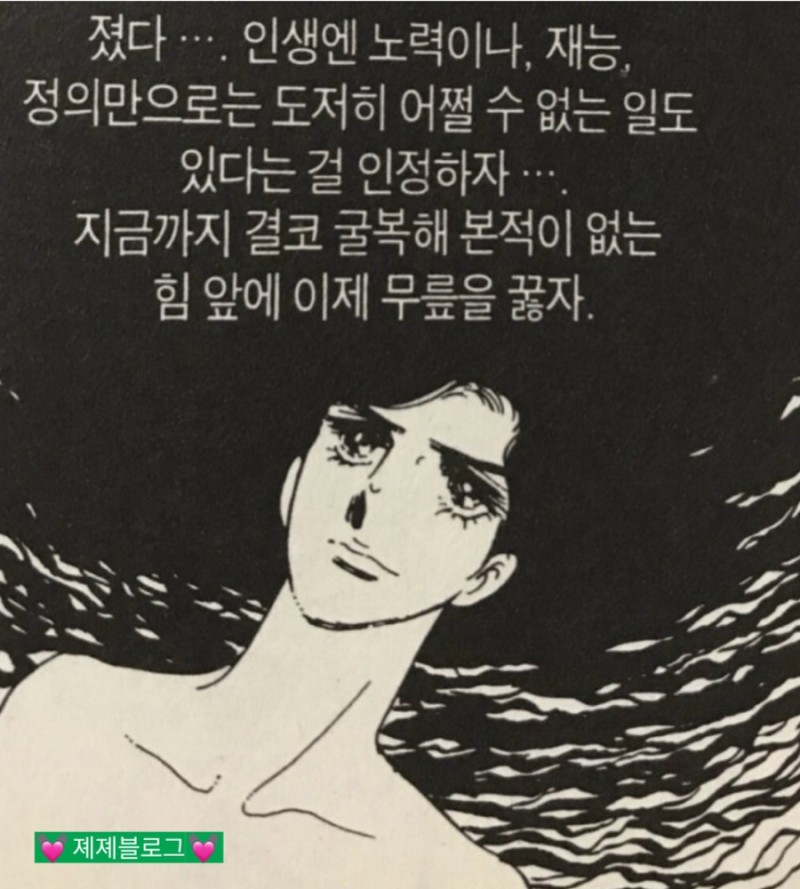 졌다 …. 인생엔 노력이나, 재능,
정의만으로는 도저히 어쩔 수 없는 일도
있다는 걸 인정하자 ….
지금까지 결코 굴복해 본적이 없는
힘 앞에 이제 무릎을 꿇자.
💓 졔졔블로그 💓